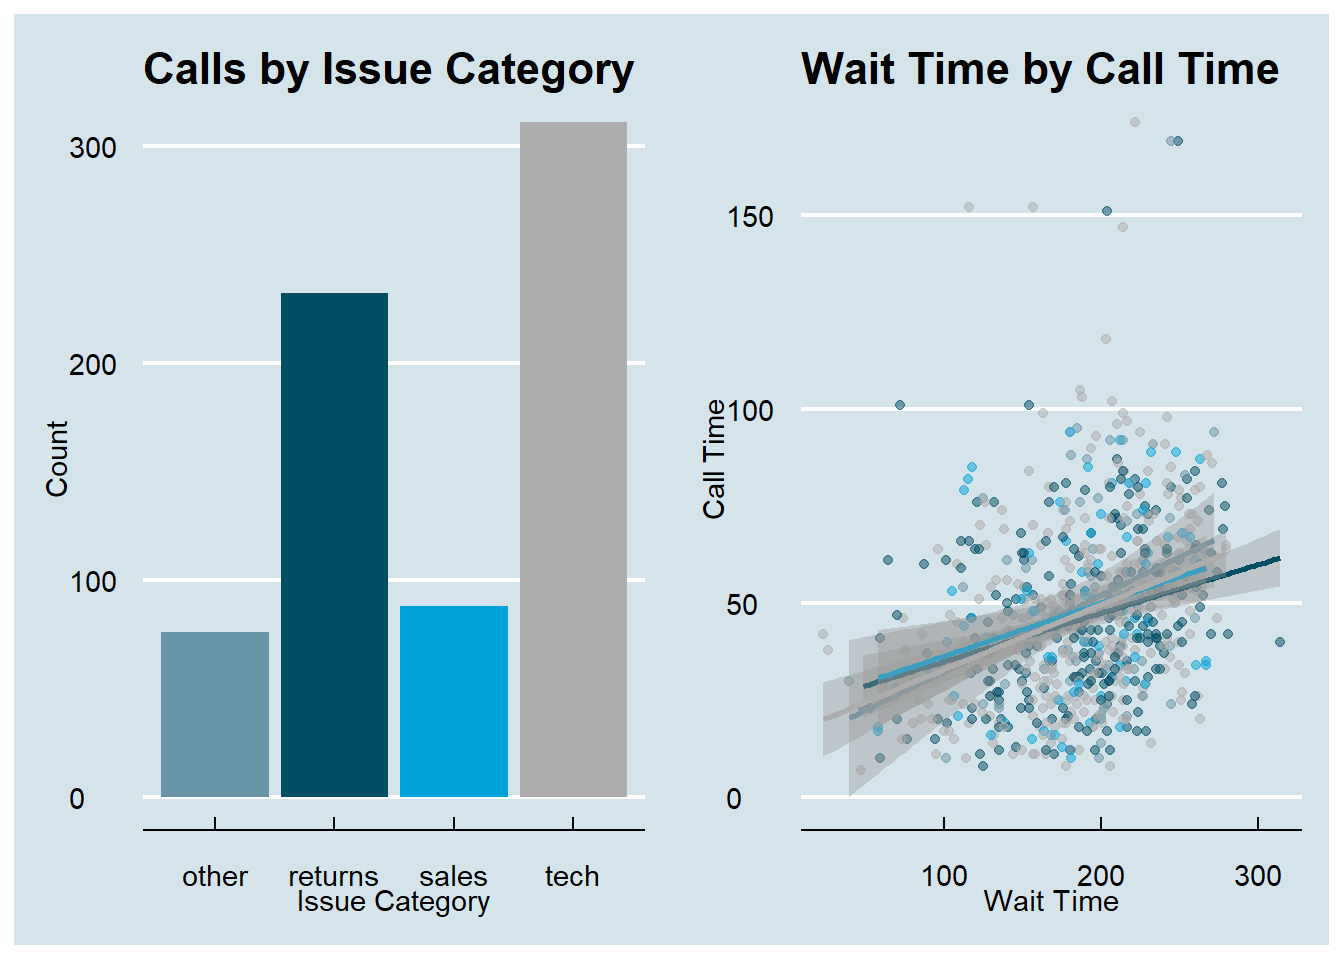 Calls by Issue Category
300
200
100
0
Count
other returns sales tech
Issue Category
Wait Time by Call Time
150
100
50
0
Call Time
100 200 300
Wait Time